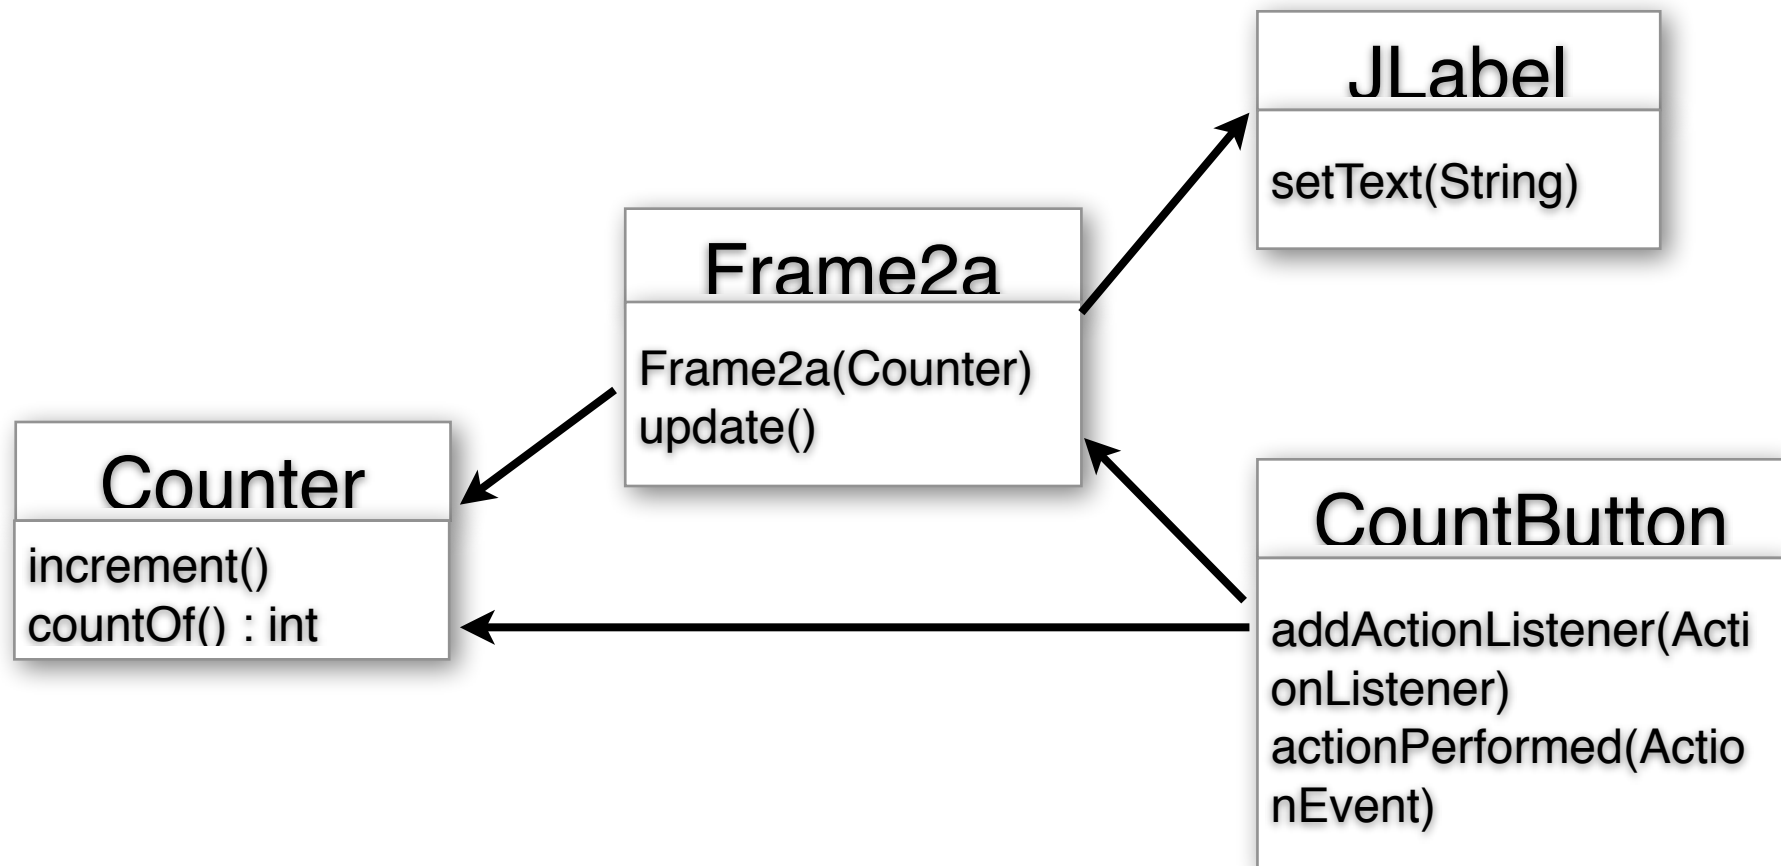 JLabel
setText(String)
Frame2a
Frame2a(Counter)
update()
Counter
increment()
countOf() : int
CountButton
addActionListener(Acti
onListener)
actionPerformed(Actio
nEvent)